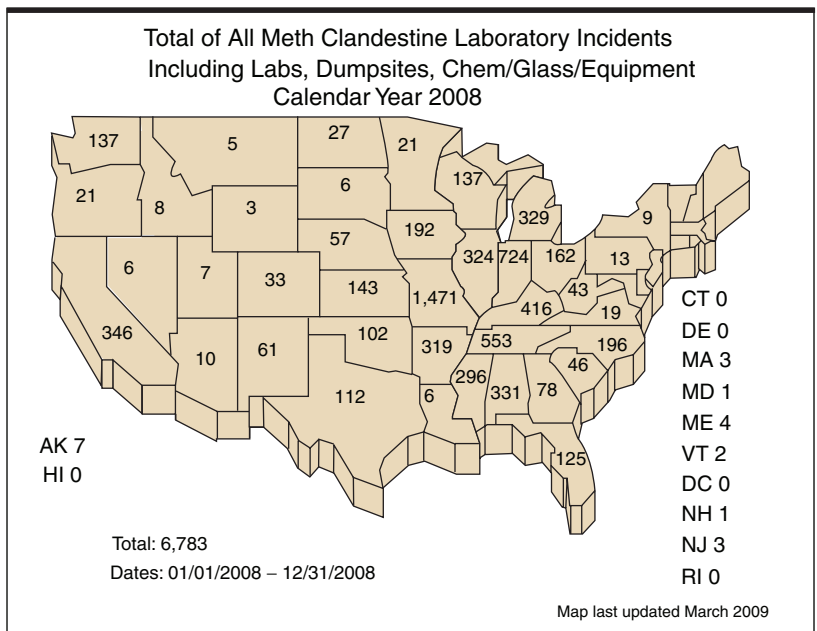 Total of All Meth Clandestine Laboratory Incidents
Including Labs, Dumpsites, Chem/Glass/Equipment
Calendar Year 2008
137
5
27
21
21
8
3
6
137
329
9
6
7
33
57
192
324
724
162
13
143
1,471
416
43
19
346
10
61
102
319
553
196
46
112
6
296
331
78
125
CT 0
DE 0
MA 3
MD 1
ME 4
VT 2
DC 0
NH 1
NJ 3
RI 0
AK 7
HI 0
Total: 6,783
Dates: 01/01/2008 – 12/31/2008
Map last updated March 2009